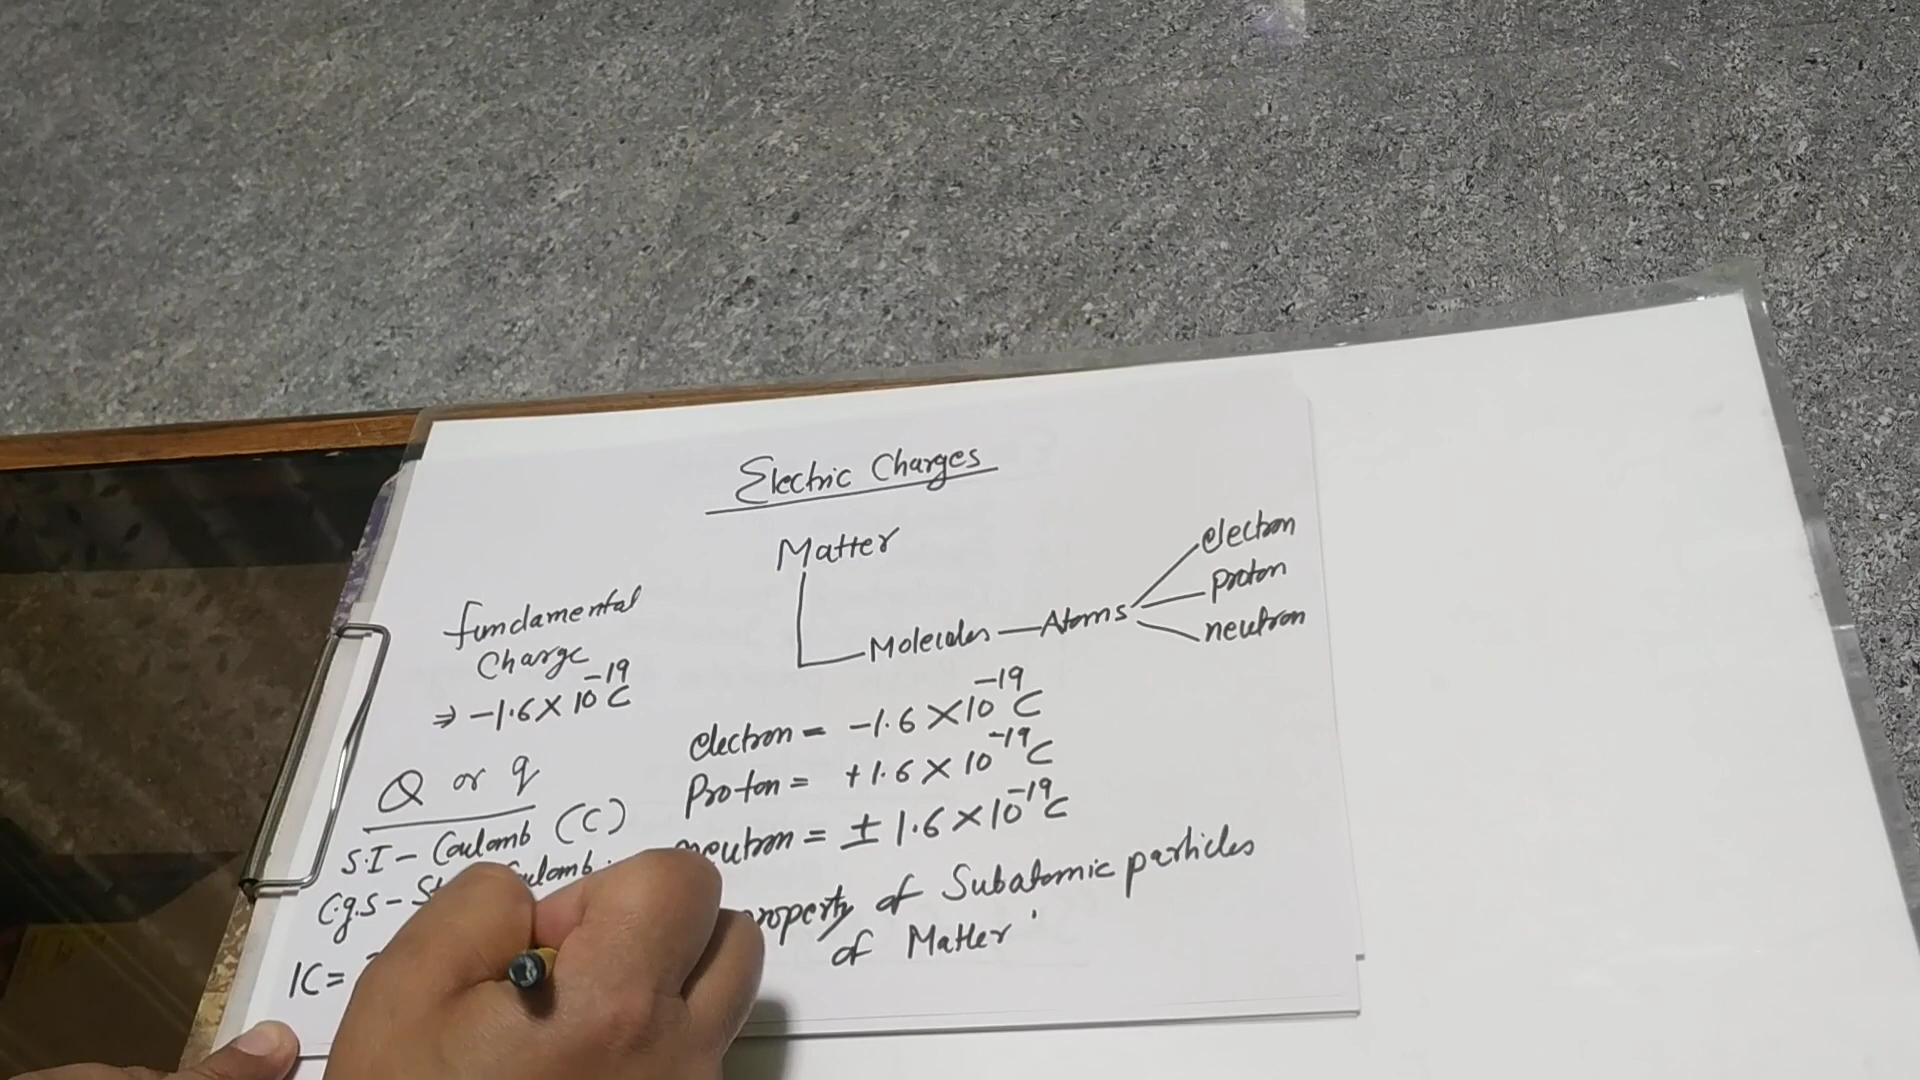 Electric Charges
Matter
Molecules — Atoms
electron
proton
neutron
fundamental
Charge
⇒ -1.6 × 10^-19 C
Q or q
S.I - Coulomb (C)
C.g.s -
1C =
electron = -1.6 × 10^-19 C
Proton = +1.6 × 10^-19 C
neutron = ± 1.6 × 10^-19 C
property of Subatomic particles
of Matter